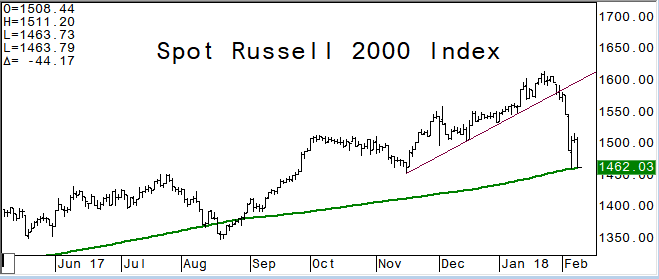 O=1508.44
H=1511.20
L=1463.73
L=1463.79
Δ= -44.17
Spot Russell 2000 Index
1700.00
1650.00
1600.00
1550.00
1500.00
1462.03
1450.00
1400.00
1350.00
Jun 17 Jul Aug Sep Oct Nov Dec Jan 18 Feb